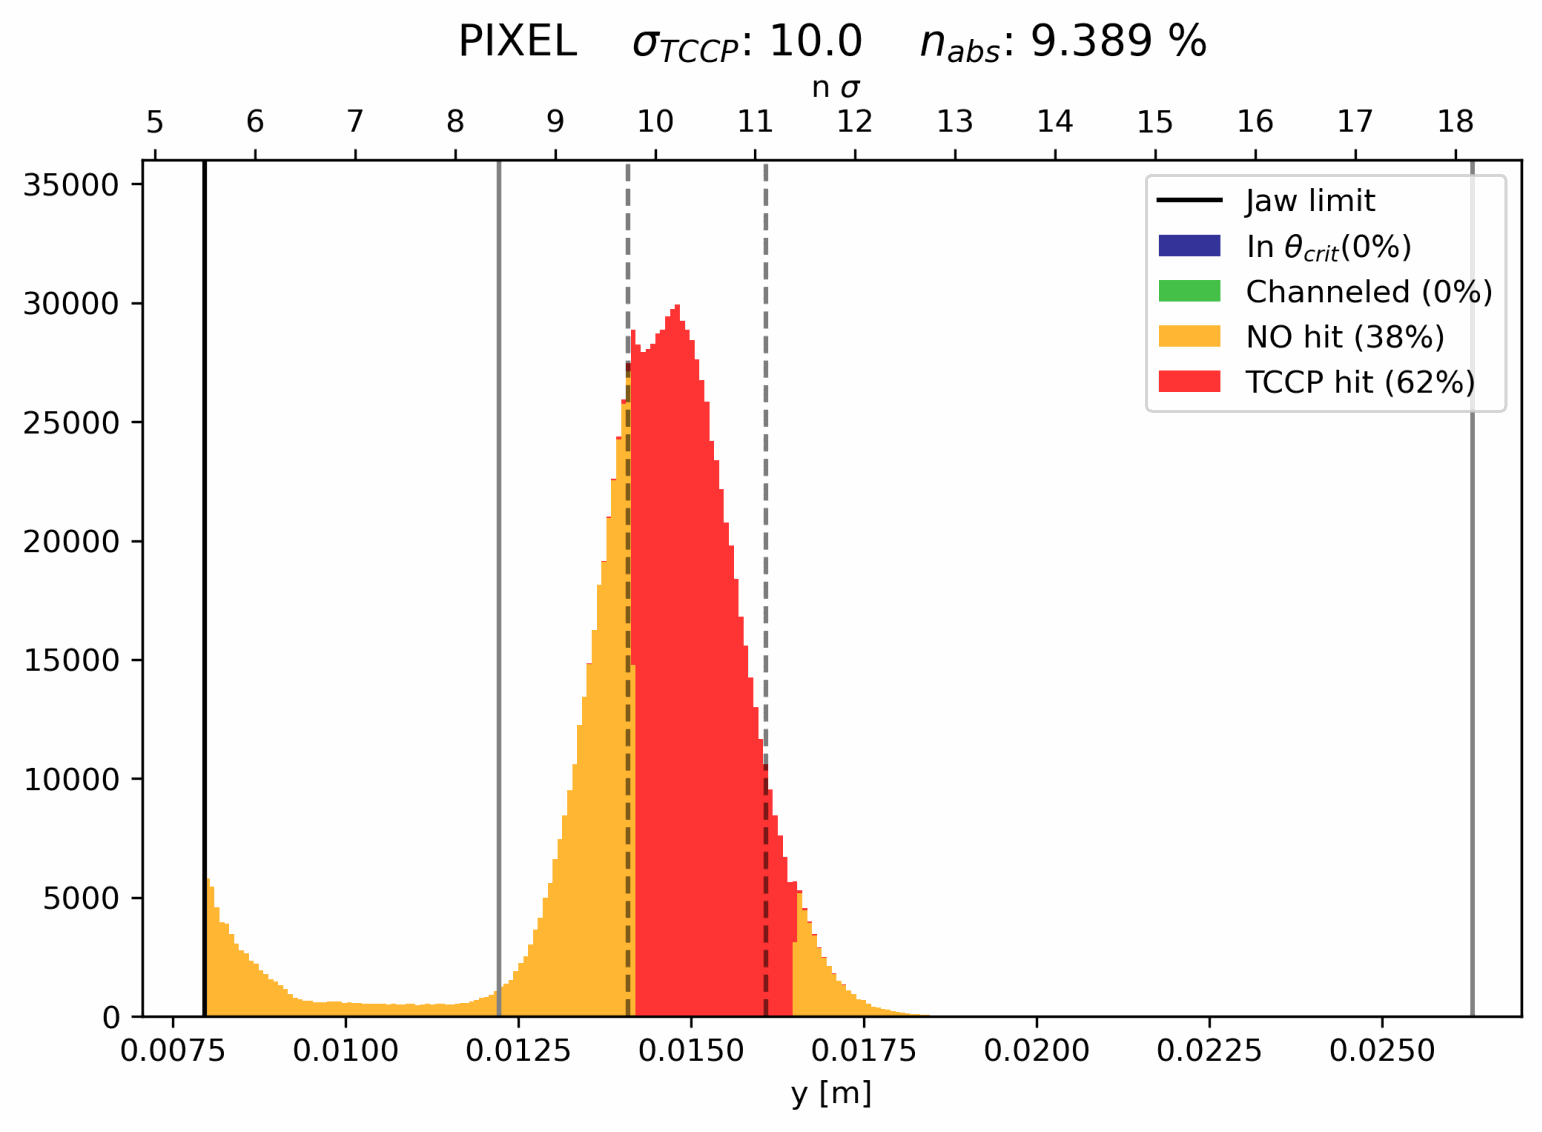 PIXEL σTCCP: 10.0 nabs: 9.389 %
n σ
5 6 7 8 9 10 11 12 13 14 15 16 17 18
35000
30000
25000
20000
15000
10000
5000
0
Jaw limit
In θcrit(0%)
Channeled (0%)
NO hit (38%)
TCCP hit (62%)
0.0075 0.0100 0.0125 0.0150 0.0175 0.0200 0.0225 0.0250
y [m]